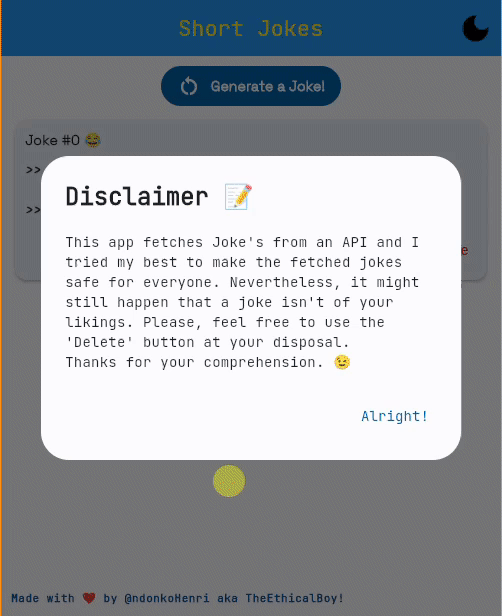 Short Jokes
Generate a Joke!
Joke #0 😂
>>
>>
Disclaimer 📝
This app fetches Joke's from an API and I
tried my best to make the fetched jokes
safe for everyone. Nevertheless, it might
still happen that a joke isn't of your
likings. Please, feel free to use the
'Delete' button at your disposal.
Thanks for your comprehension. 😉
Alright!
Made with ❤️ by @ndonkoHenri aka TheEthicalBoy!